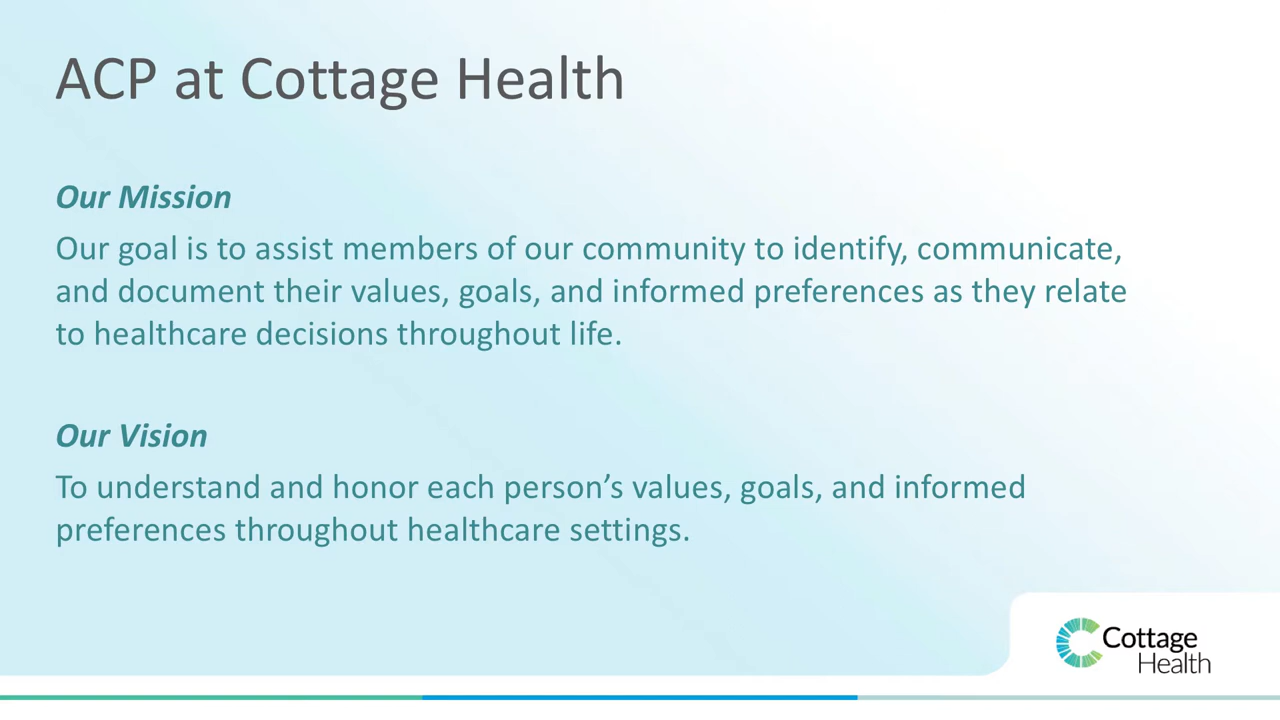 ACP at Cottage Health
Our Mission
Our goal is to assist members of our community to identify, communicate,
and document their values, goals, and informed preferences as they relate
to healthcare decisions throughout life.
Our Vision
To understand and honor each person’s values, goals, and informed
preferences throughout healthcare settings.
Cottage
Health